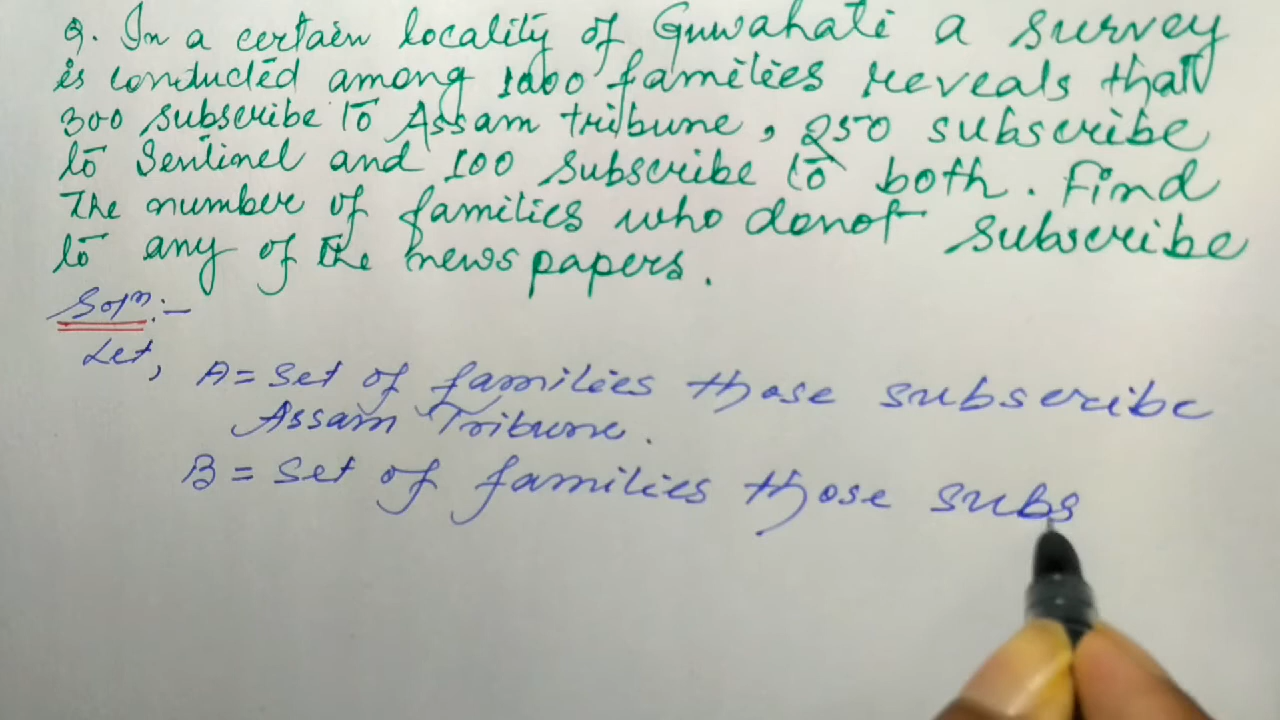 Q. In a certain locality of Guwahati a survey
is conducted among 1000 families reveals that
300 subscribe to Assam tribune, 250 subscribe
to Sentinel and 100 subscribe to both. Find
The number of families who donot subscribe
to any of the news papers.
Solⁿ:-
Let,
A = Set of families those subscribe
Assam Tribune.
B = Set of families those subs